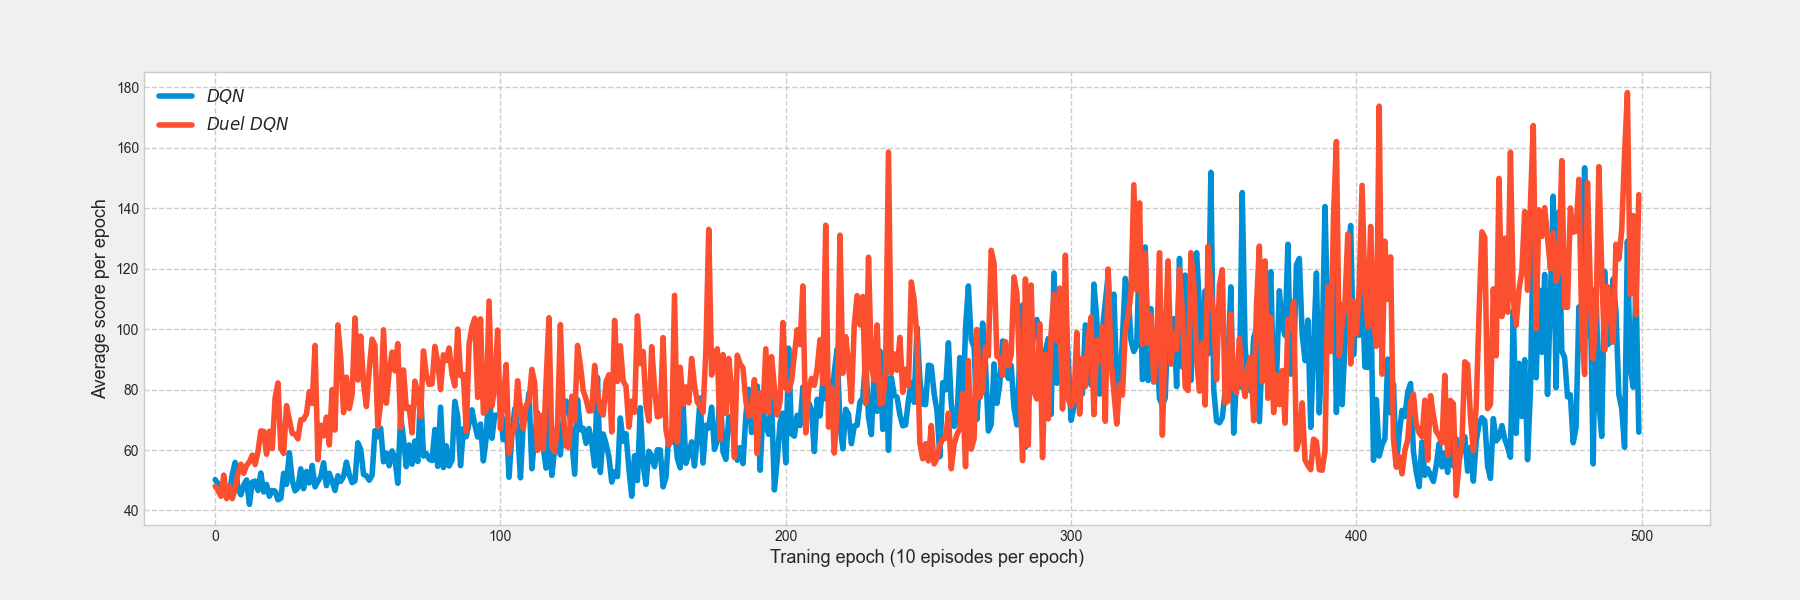 DQN
Duel DQN
180
160
140
120
100
80
60
40
Average score per epoch
0 100 200 300 400 500
Traning epoch (10 episodes per epoch)